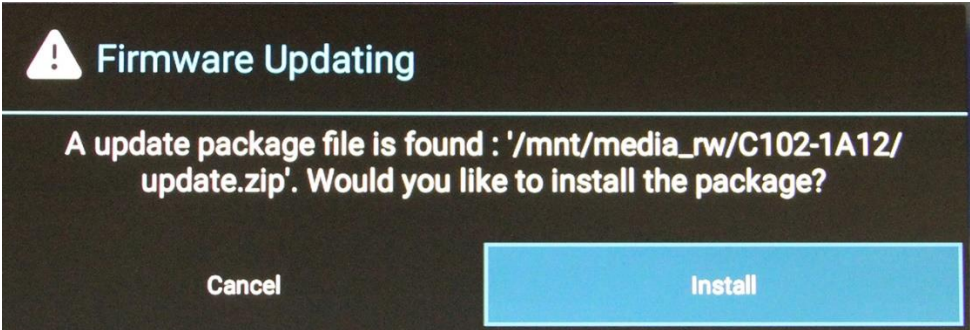 Firmware Updating
A update package file is found : '/mnt/media_rw/C102-1A12/
update.zip'. Would you like to install the package?
Cancel
Install